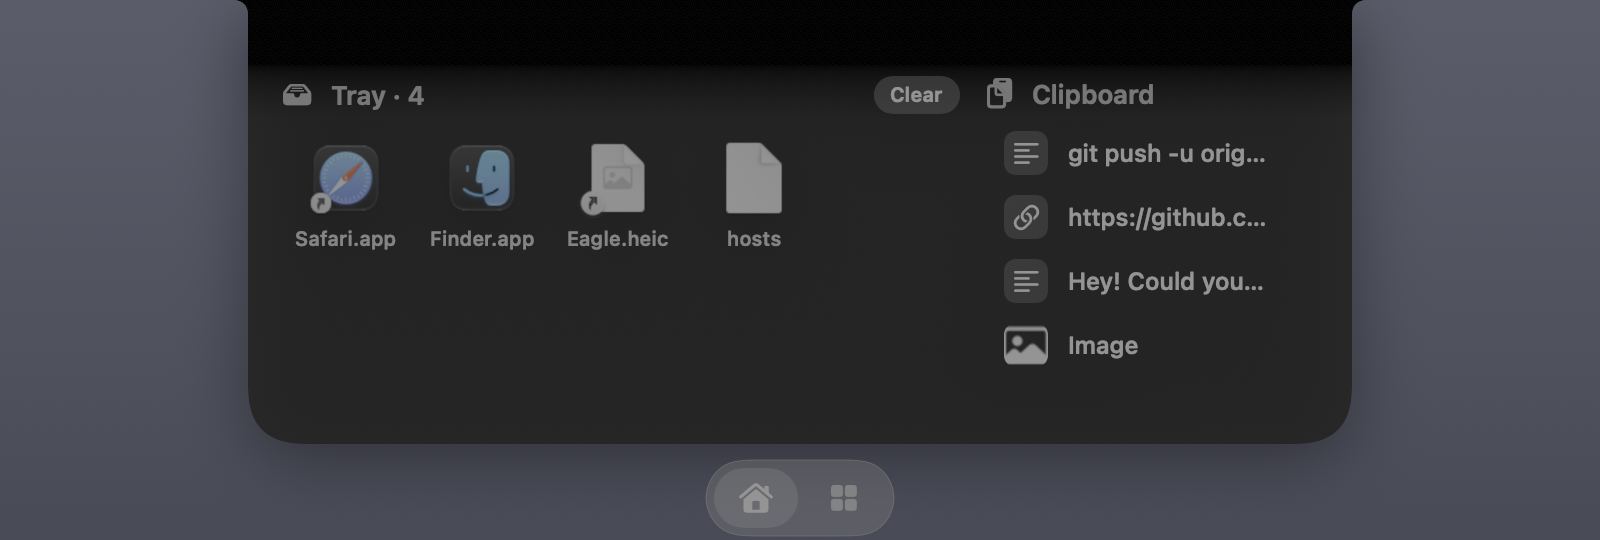 Tray · 4
Clear
Safari.app
Finder.app
Eagle.heic
hosts
Clipboard
git push -u orig...
https://github.c...
Hey! Could you...
Image